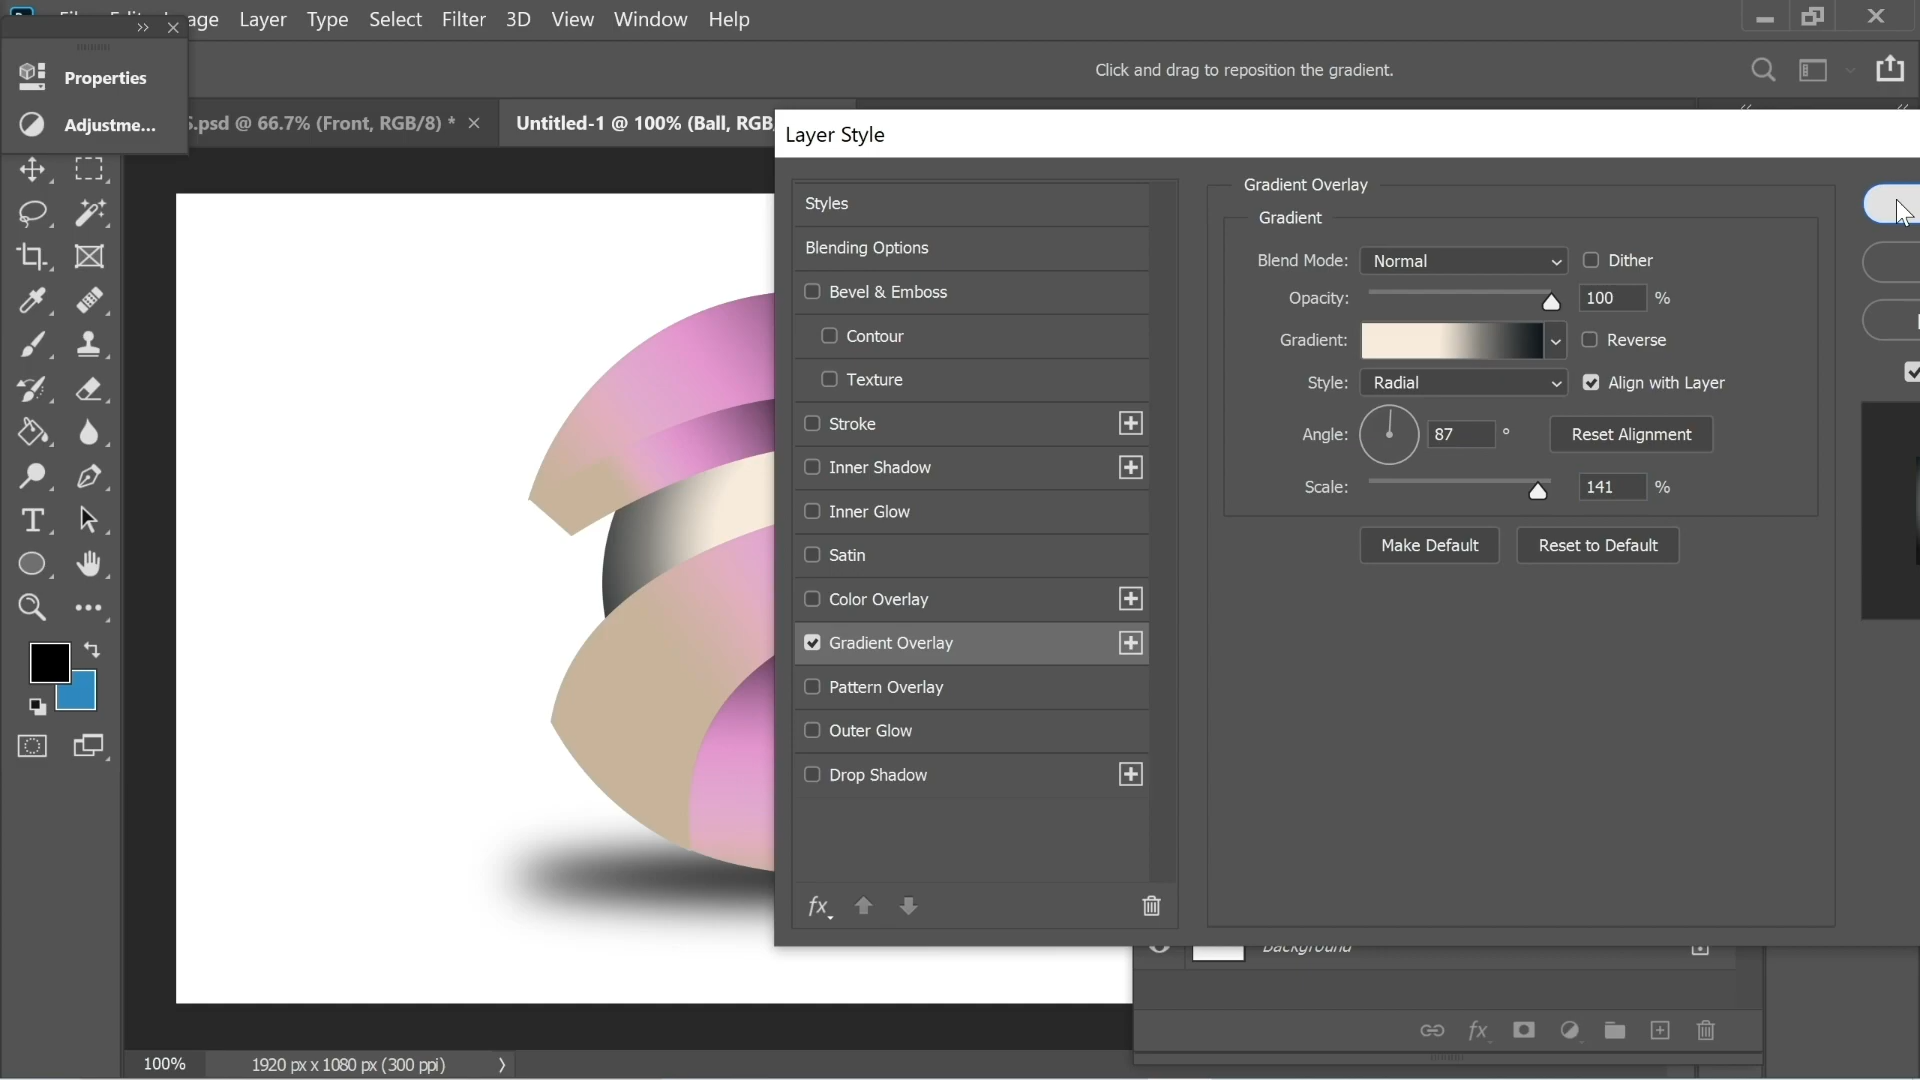 Layer Type Select Filter 3D View Window Help
Properties
Adjustme...
Click and drag to reposition the gradient.
.psd @ 66.7% (Front, RGB/8) *
Untitled-1 @ 100% (Ball, RGB
Layer Style
Styles
Blending Options
Bevel & Emboss
Contour
Texture
Stroke
Inner Shadow
Inner Glow
Satin
Color Overlay
Gradient Overlay
Pattern Overlay
Outer Glow
Drop Shadow
fx
Gradient Overlay
Gradient
Blend Mode: Normal Dither
Opacity: 100 %
Gradient: Reverse
Style: Radial Align with Layer
Angle: 87 ° Reset Alignment
Scale: 141 %
Make Default Reset to Default
Background
fx
100% 1920 px x 1080 px (300 ppi)